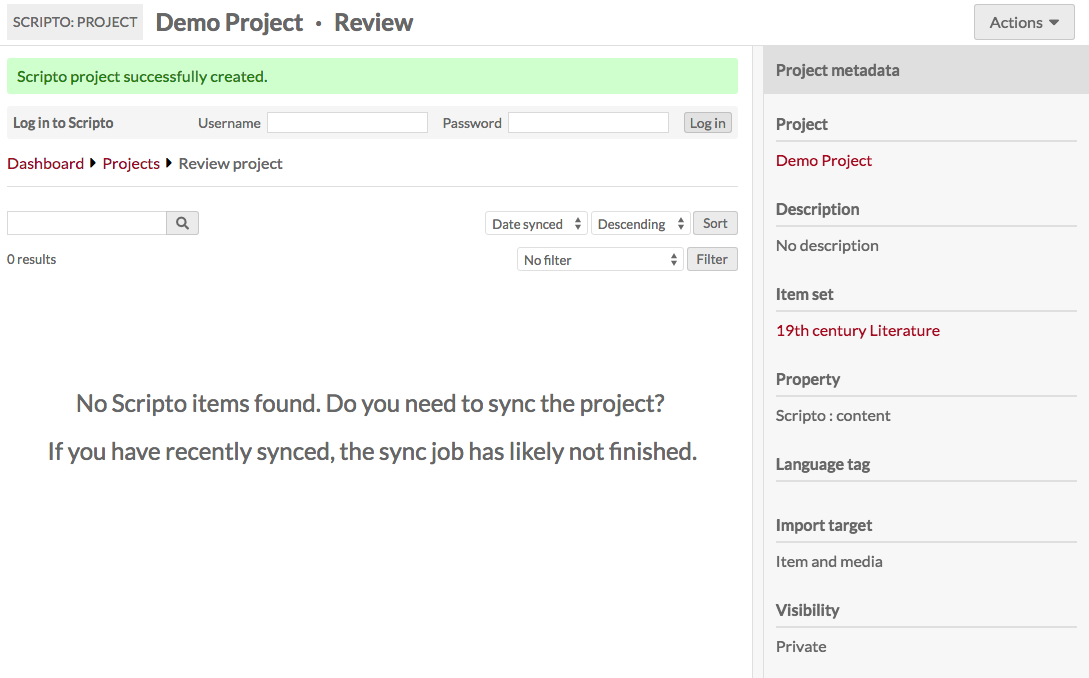 SCRIPTO: PROJECT Demo Project · Review Actions
Scripto project successfully created.
Log in to Scripto Username Password Log in
Dashboard Projects Review project
Date synced Descending Sort
0 results No filter Filter
No Scripto items found. Do you need to sync the project?
If you have recently synced, the sync job has likely not finished.
Project metadata
Project
Demo Project
Description
No description
Item set
19th century Literature
Property
Scripto : content
Language tag
Import target
Item and media
Visibility
Private